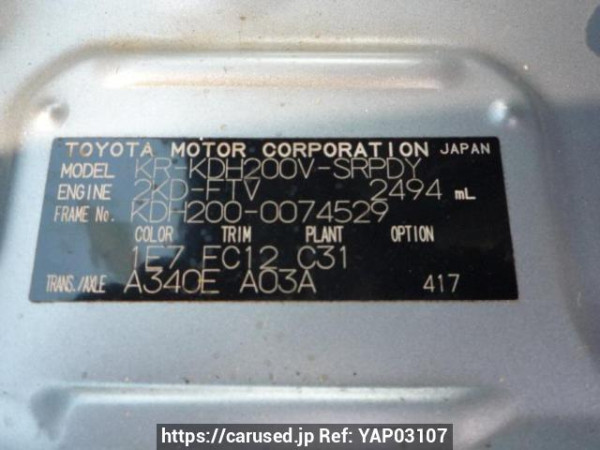 TOYOTA MOTOR CORPORATION JAPAN
MODEL KR-KDH200V-SRPDY
ENGINE 2KD-FTV 2494 mL
FRAME No. KDH200-0074529
COLOR TRIM PLANT OPTION
1E7 EC12 C31
TRANS./AXLE A340E A03A 417
https://carused.jp Ref: YAP03107